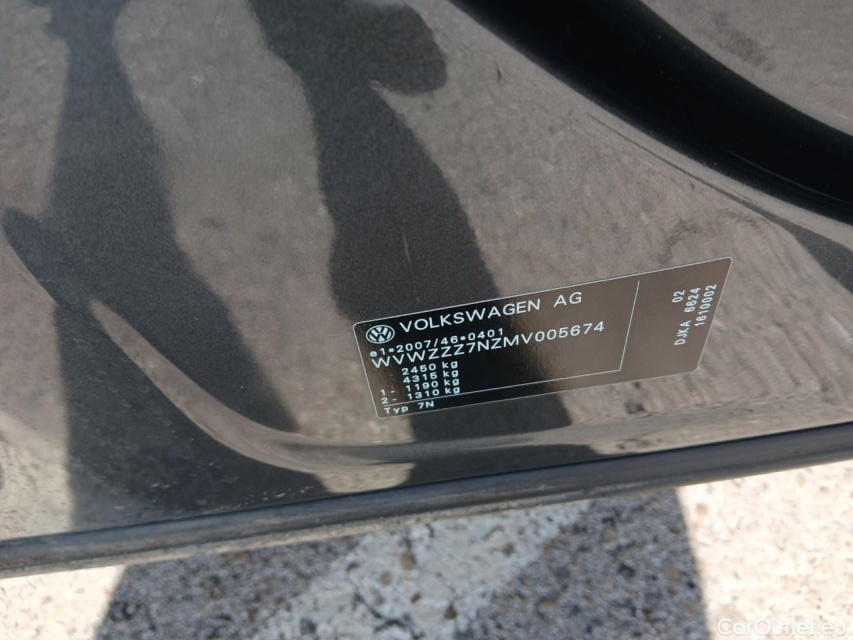 VOLKSWAGEN AG
e1*2007/46*0401
WVWZZZ7NZMV005674
2450 kg
4315 kg
1- 1190 kg
2- 1310 kg
Typ 7N
02
DJKA 6624
1610002
CarOutlet.eu